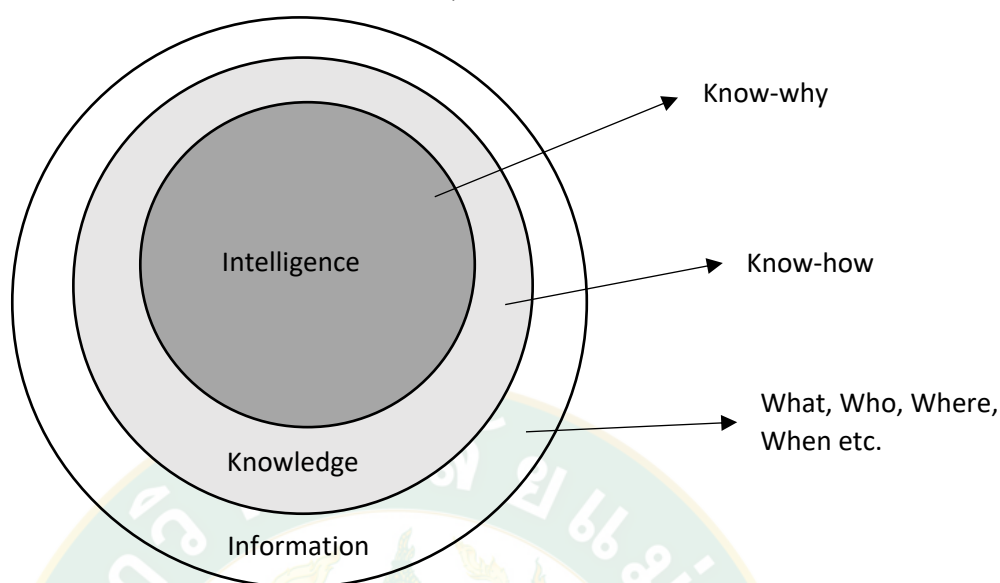 Know-why
Intelligence
Know-how
What, Who, Where,
When etc.
Knowledge
Information